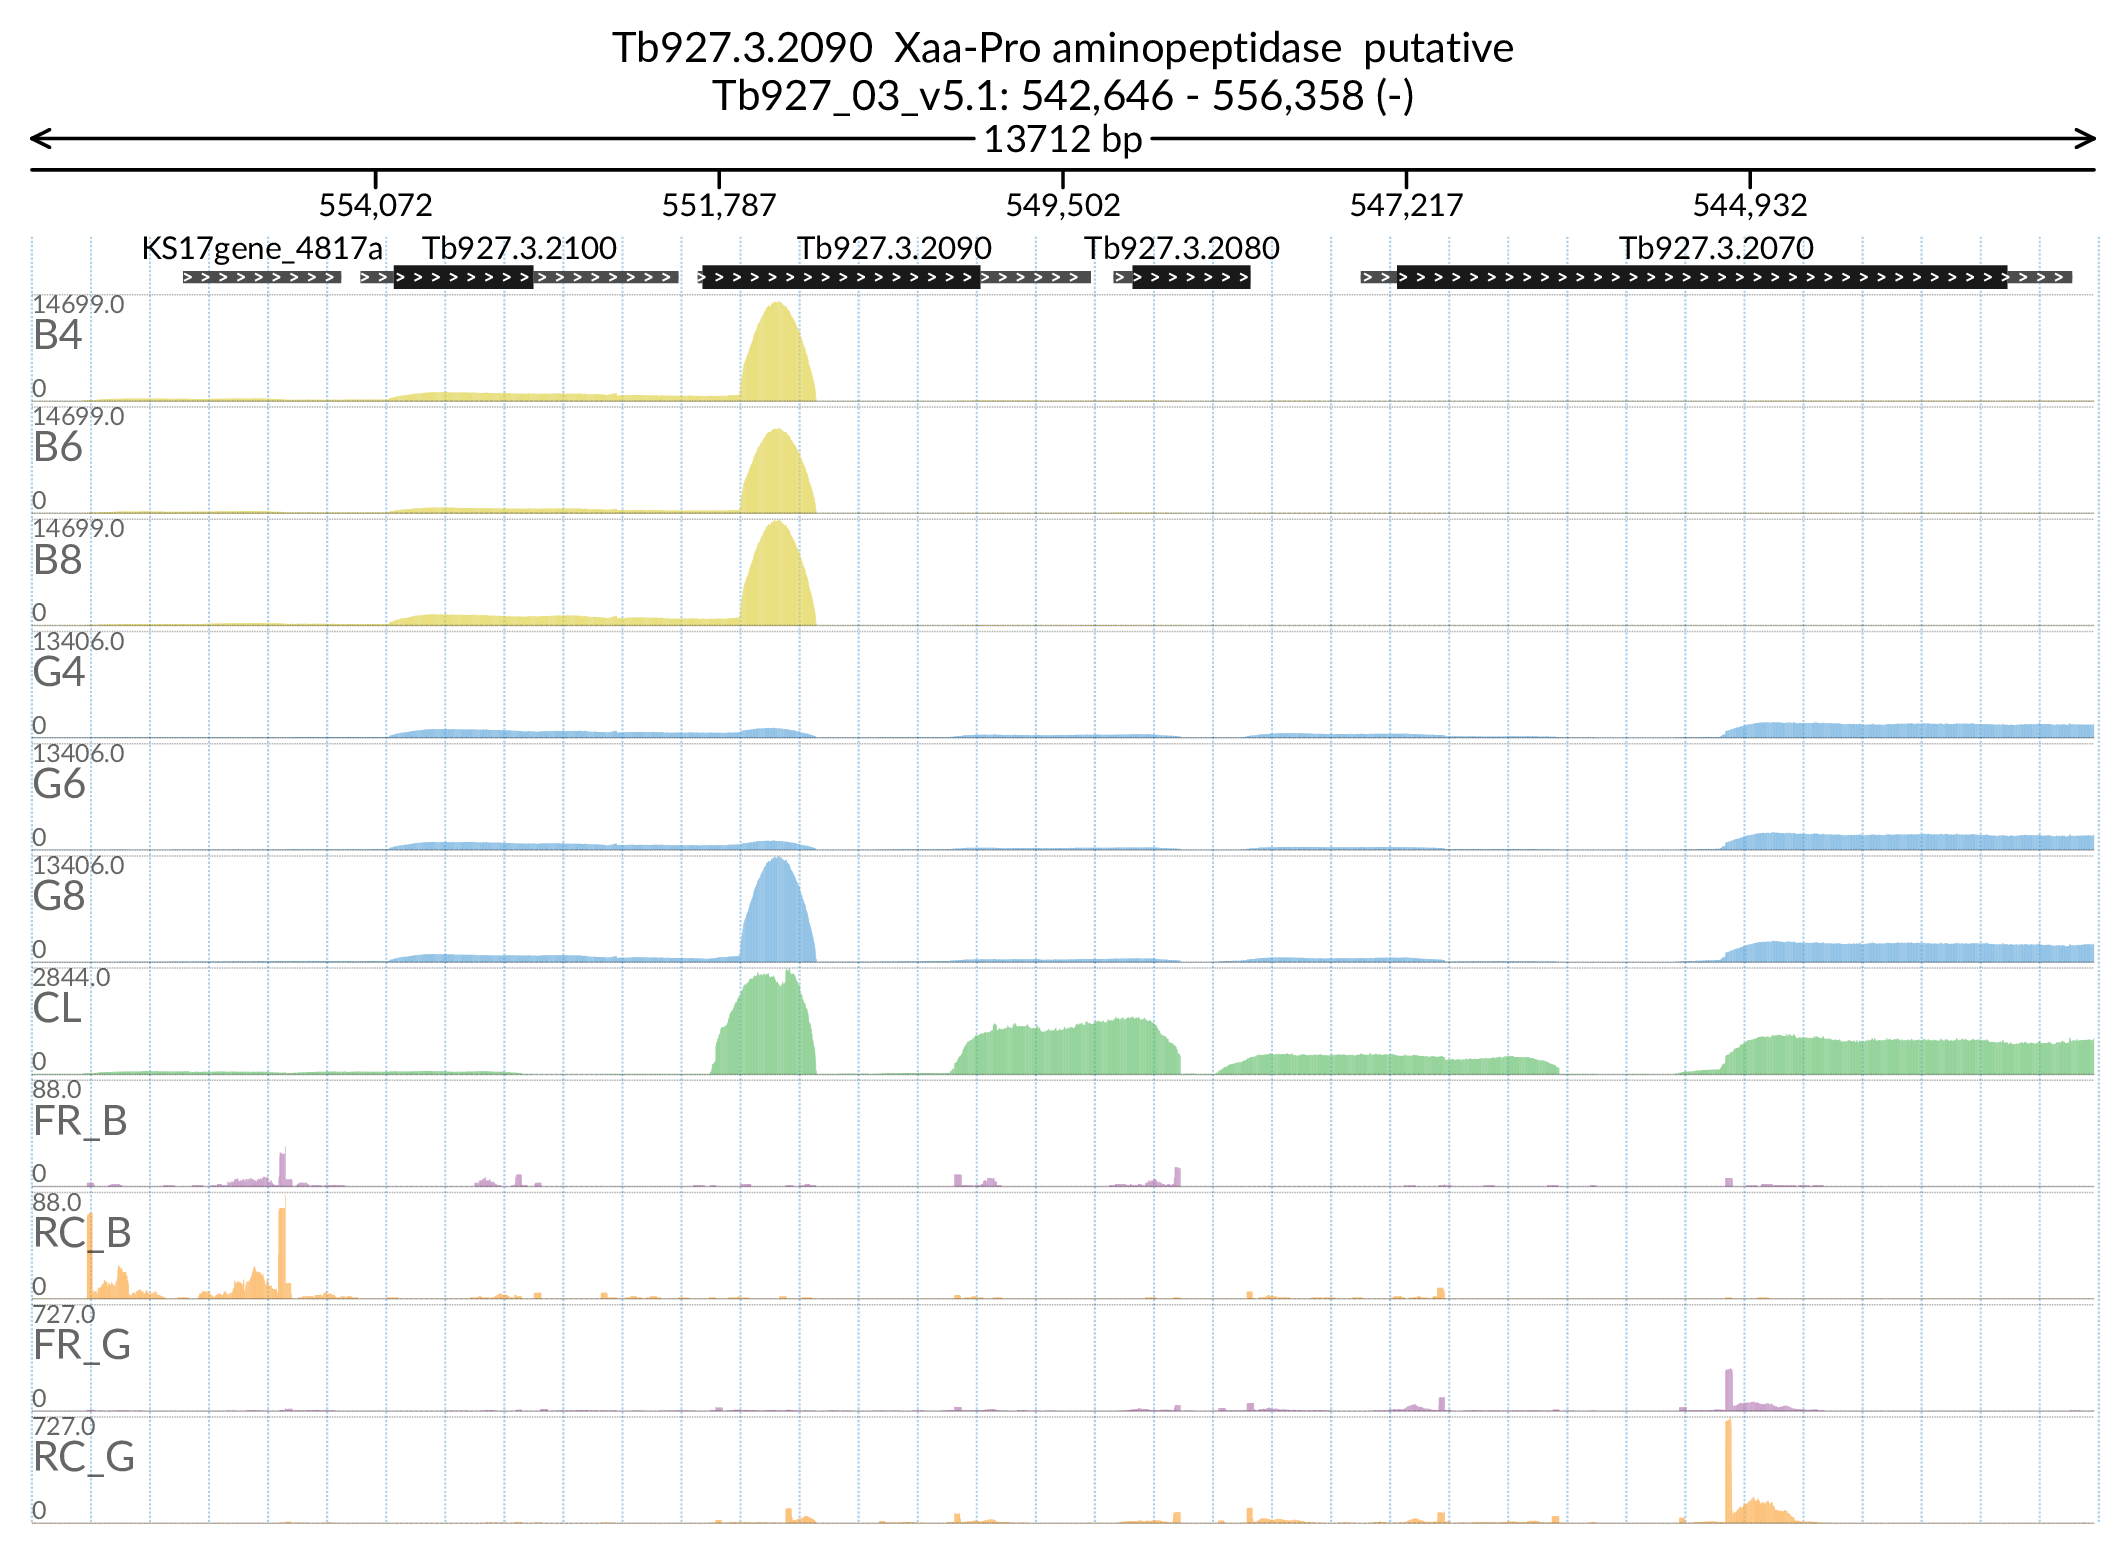 Tb927.3.2090  Xaa-Pro aminopeptidase  putative
Tb927_03_v5.1: 542,646 - 556,358 (-)
13712 bp
554,072 551,787 549,502 547,217 544,932
KS17gene_4817a Tb927.3.2100 Tb927.3.2090 Tb927.3.2080 Tb927.3.2070
14699.0
B4
0
14699.0
B6
0
14699.0
B8
0
13406.0
G4
0
13406.0
G6
0
13406.0
G8
0
2844.0
CL
0
88.0
FR_B
0
88.0
RC_B
0
727.0
FR_G
0
727.0
RC_G
0